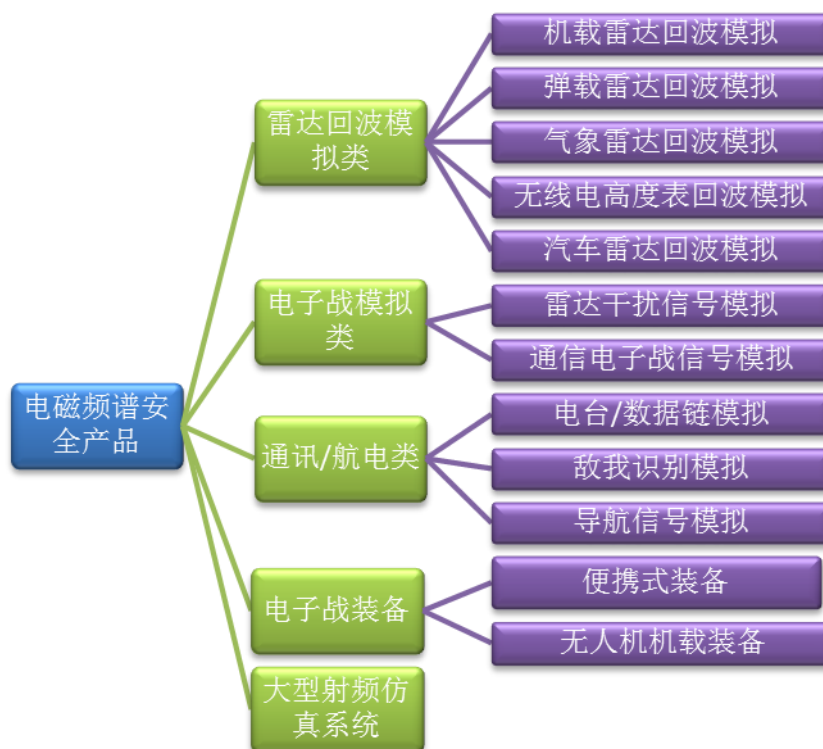 电磁频谱安
全产品
雷达回波模
拟类
机载雷达回波模拟
弹载雷达回波模拟
气象雷达回波模拟
无线电高度表回波模拟
汽车雷达回波模拟
电子战模拟
类
雷达干扰信号模拟
通信电子战信号模拟
通讯/航电类
电台/数据链模拟
敌我识别模拟
导航信号模拟
电子战装备
便携式装备
无人机机载装备
大型射频仿
真系统